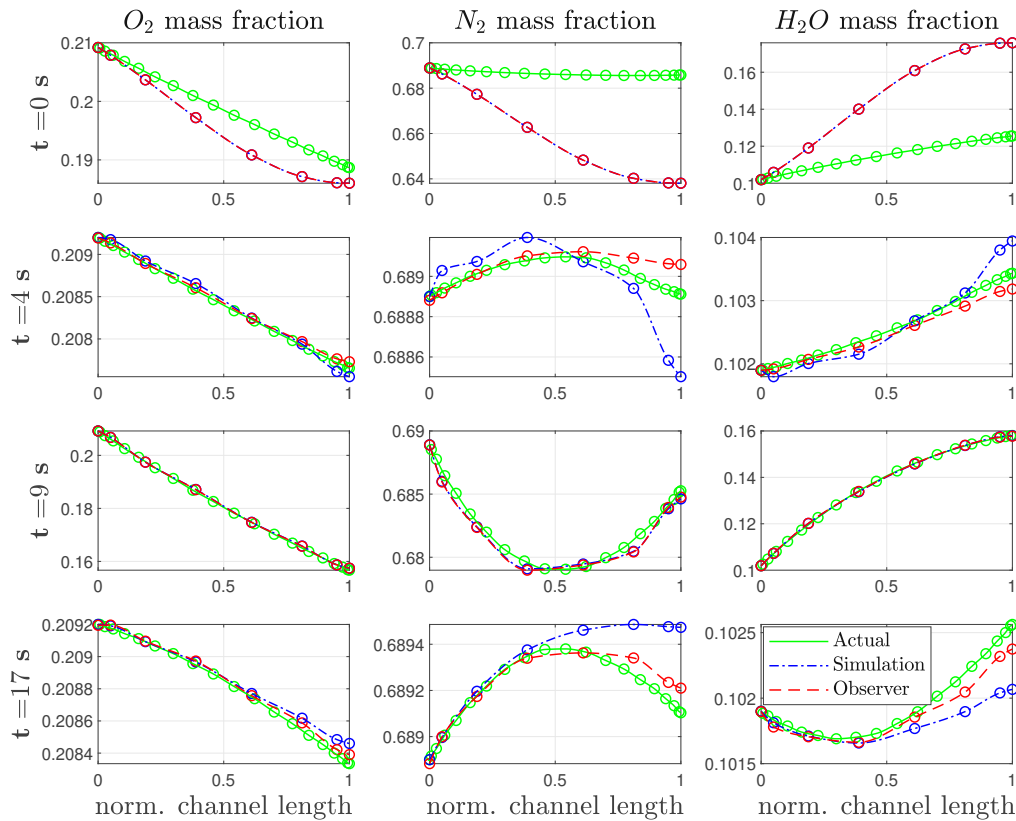 O2 mass fraction N2 mass fraction H2O mass fraction
t =0 s
0.21
0.2
0.19
0 0.5 1
0.7
0.68
0.66
0.64
0 0.5 1
0.16
0.14
0.12
0.1
0 0.5 1
t =4 s
0.209
0.2085
0.208
0 0.5 1
0.689
0.6888
0.6886
0 0.5 1
0.104
0.103
0.102
0 0.5 1
t =9 s
0.2
0.18
0.16
0 0.5 1
0.69
0.685
0.68
0 0.5 1
0.16
0.14
0.12
0.1
0 0.5 1
t =17 s
0.2092
0.209
0.2088
0.2086
0.2084
0 0.5 1
0.6894
0.6892
0.689
0 0.5 1
0.1025
0.102
0.1015
0 0.5 1
Actual
Simulation
Observer
norm. channel length norm. channel length norm. channel length